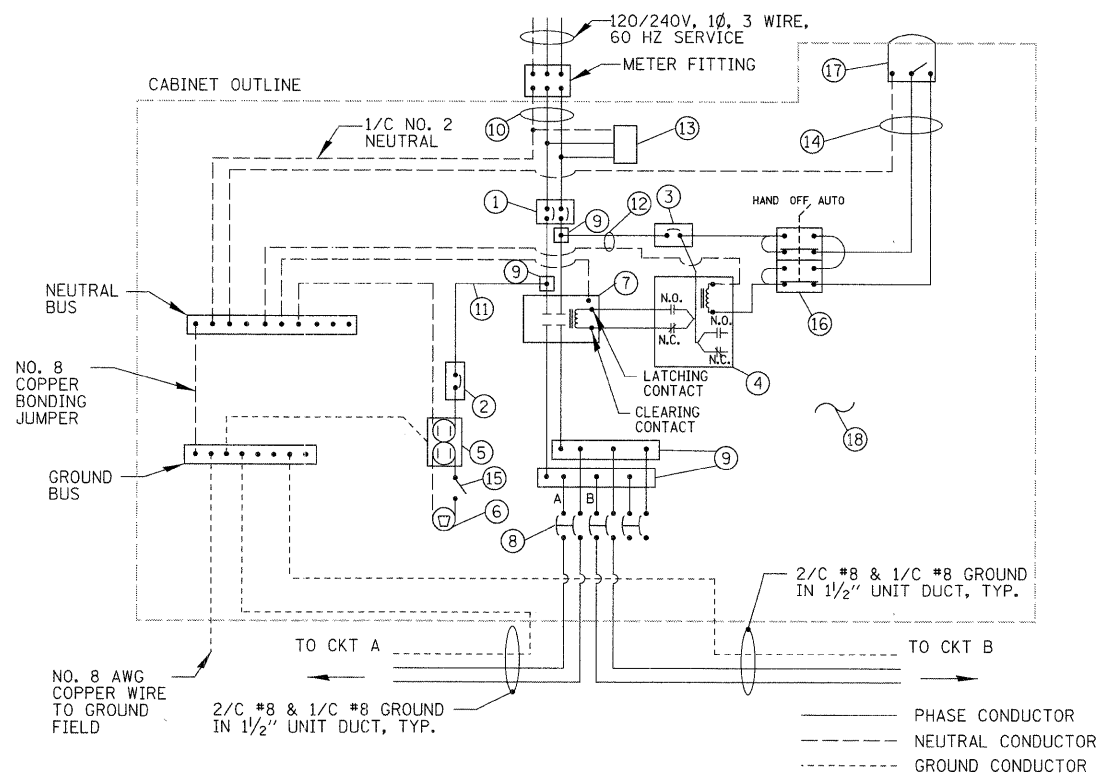 120/240V, 1Ø, 3 WIRE,
60 HZ SERVICE
METER FITTING
CABINET OUTLINE
17
10
1/C NO. 2
NEUTRAL
13
14
1
3
HAND OFF AUTO
9
12
9
7
NEUTRAL
BUS
11
N.O.
N.O.
16
N.C.
N.C.
NO. 8
COPPER
BONDING
JUMPER
2
LATCHING
CONTACT
4
CLEARING
CONTACT
18
5
9
GROUND
BUS
15
A
B
6
8
2/C #8 & 1/C #8 GROUND
IN 1½" UNIT DUCT, TYP.
TO CKT A
TO CKT B
NO. 8 AWG
COPPER WIRE
TO GROUND
FIELD
2/C #8 & 1/C #8 GROUND
IN 1½" UNIT DUCT, TYP.
PHASE CONDUCTOR
NEUTRAL CONDUCTOR
GROUND CONDUCTOR